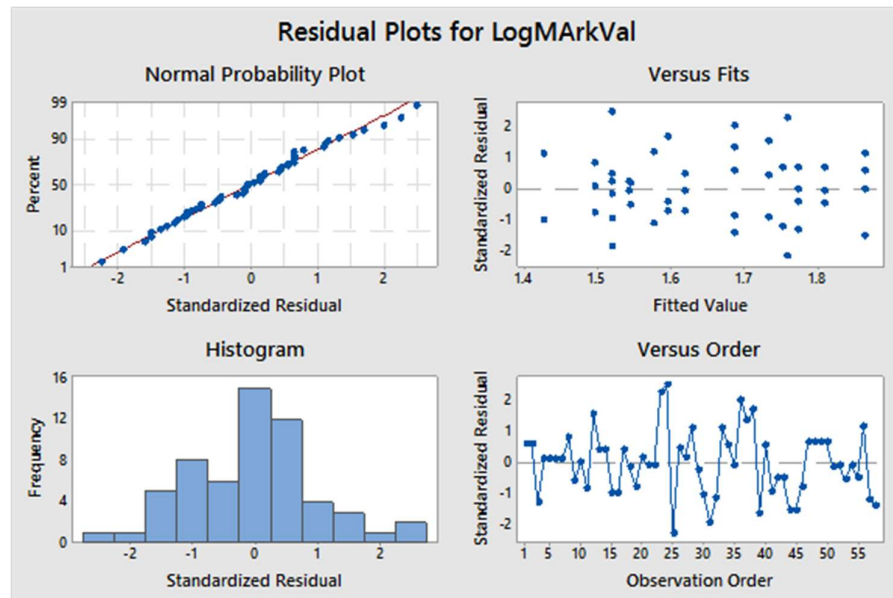 Residual Plots for LogMArkVal
Normal Probability Plot
99
90
50
10
1
Percent
-2 -1 0 1 2
Standardized Residual
Versus Fits
2
1
0
-1
-2
Standardized Residual
1.4 1.5 1.6 1.7 1.8
Fitted Value
Histogram
16
12
8
4
0
Frequency
-2 -1 0 1 2
Standardized Residual
Versus Order
2
1
0
-1
-2
Standardized Residual
1 5 10 15 20 25 30 35 40 45 50 55
Observation Order